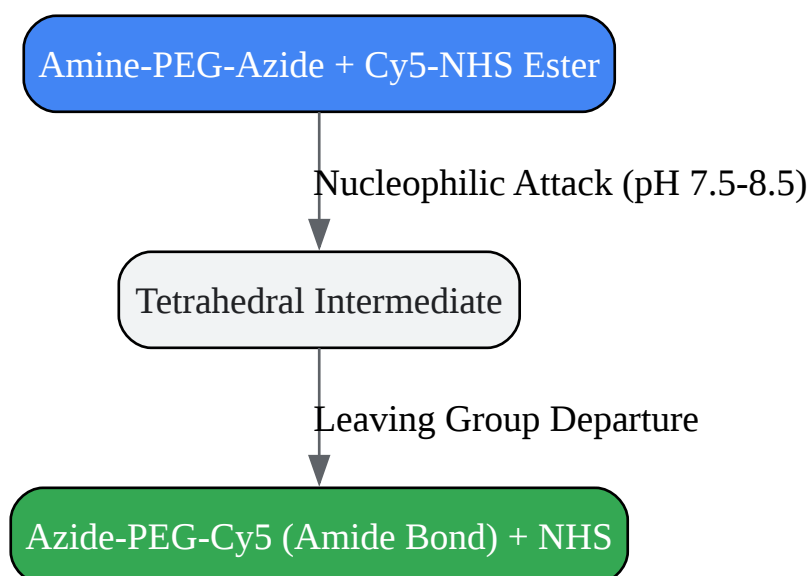 Amine-PEG-Azide + Cy5-NHS Ester
Nucleophilic Attack (pH 7.5-8.5)
Tetrahedral Intermediate
Leaving Group Departure
Azide-PEG-Cy5 (Amide Bond) + NHS